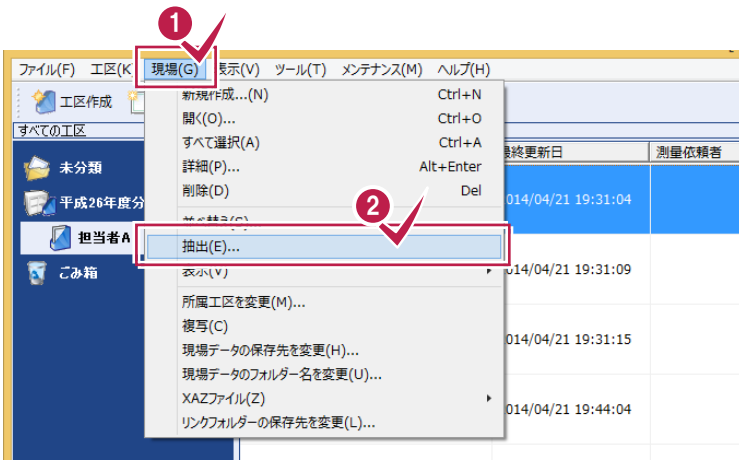 1
ファイル(F) 工区(K) 現場(G) 表示(V) ツール(T) メンテナンス(M) ヘルプ(H)
工区作成
すべての工区
未分類
平成26年度分
担当者A
ごみ箱
新規作成...(N) Ctrl+N
開く(O)... Ctrl+O
すべて選択(A) Ctrl+A
詳細(P)... Alt+Enter
削除(D) Del
2
並べ替え(S)...
抽出(E)...
表示(V)
所属工区を変更(M)...
複写(C)
現場データの保存先を変更(H)...
現場データのフォルダー名を変更(U)...
XAZファイル(Z)
リンクフォルダーの保存先を変更(L)...
最終更新日 測量依頼者
2014/04/21 19:31:04
2014/04/21 19:31:09
2014/04/21 19:31:15
2014/04/21 19:44:04